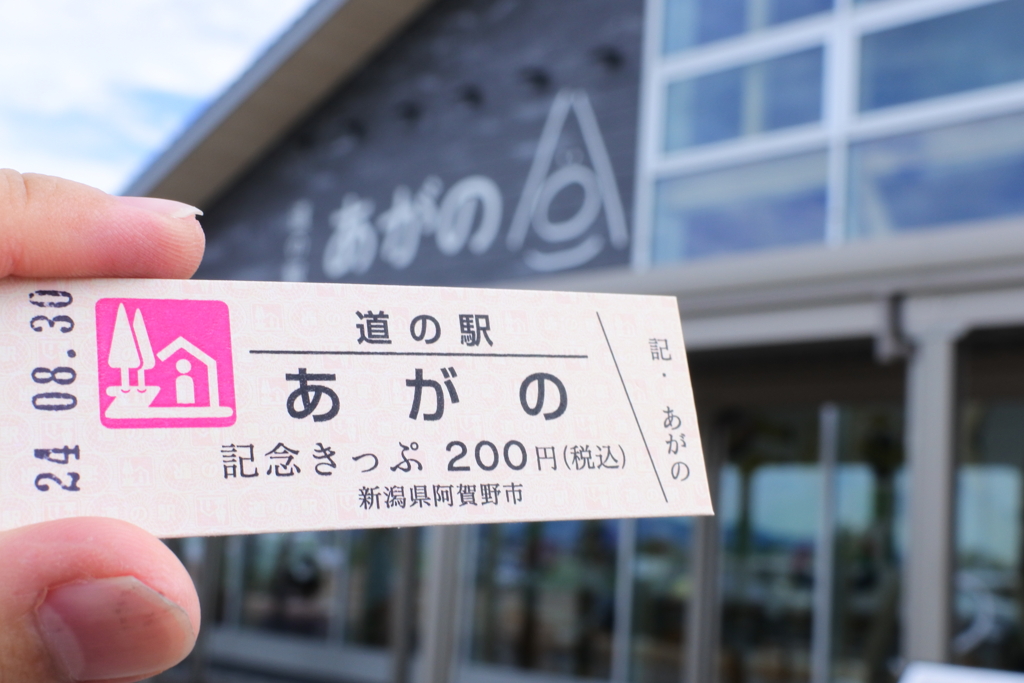 あがの
24 08.30
道の駅
あがの
記念きっぷ 200円(税込)
新潟県阿賀野市
記・あがの